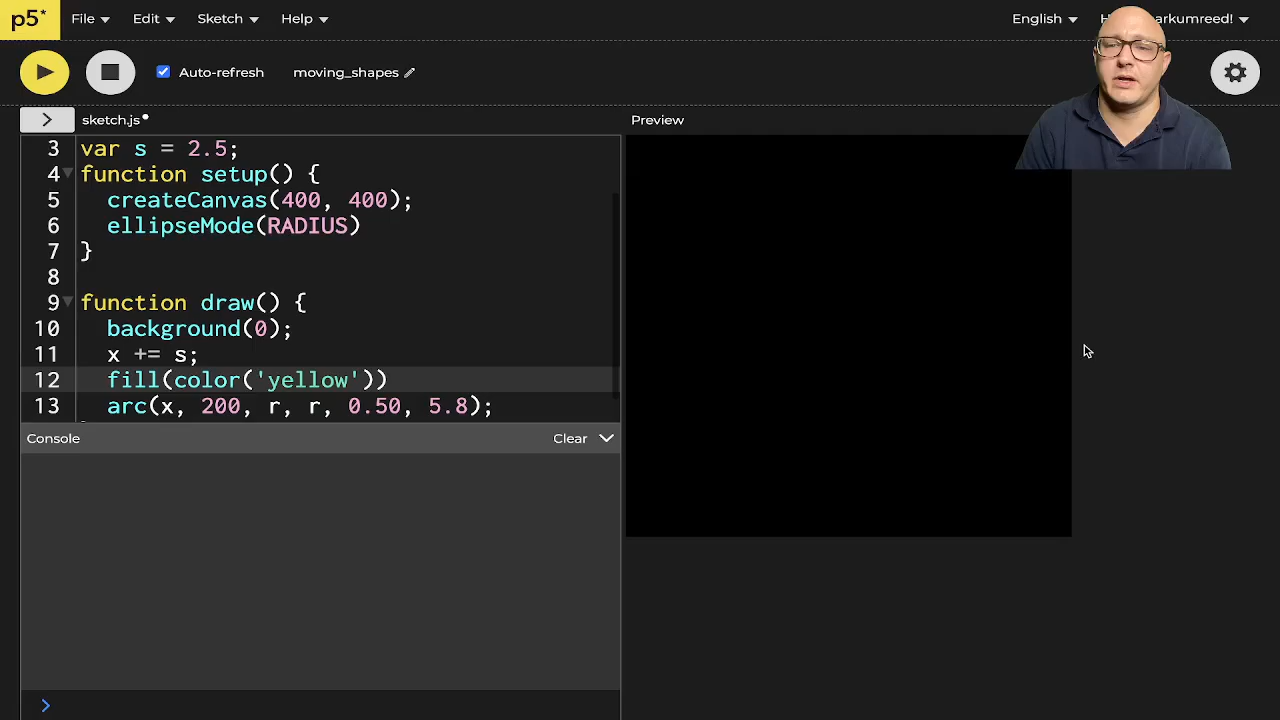 p5*
File
Edit
Sketch
Help
English
arkumreed!
Auto-refresh
moving_shapes
sketch.js
Preview
3 var s = 2.5;
4 function setup() {
5 createCanvas(400, 400);
6 ellipseMode(RADIUS)
7 }
8
9 function draw() {
10 background(0);
11 x += s;
12 fill(color('yellow'))
13 arc(x, 200, r, r, 0.50, 5.8);
Console
Clear
>